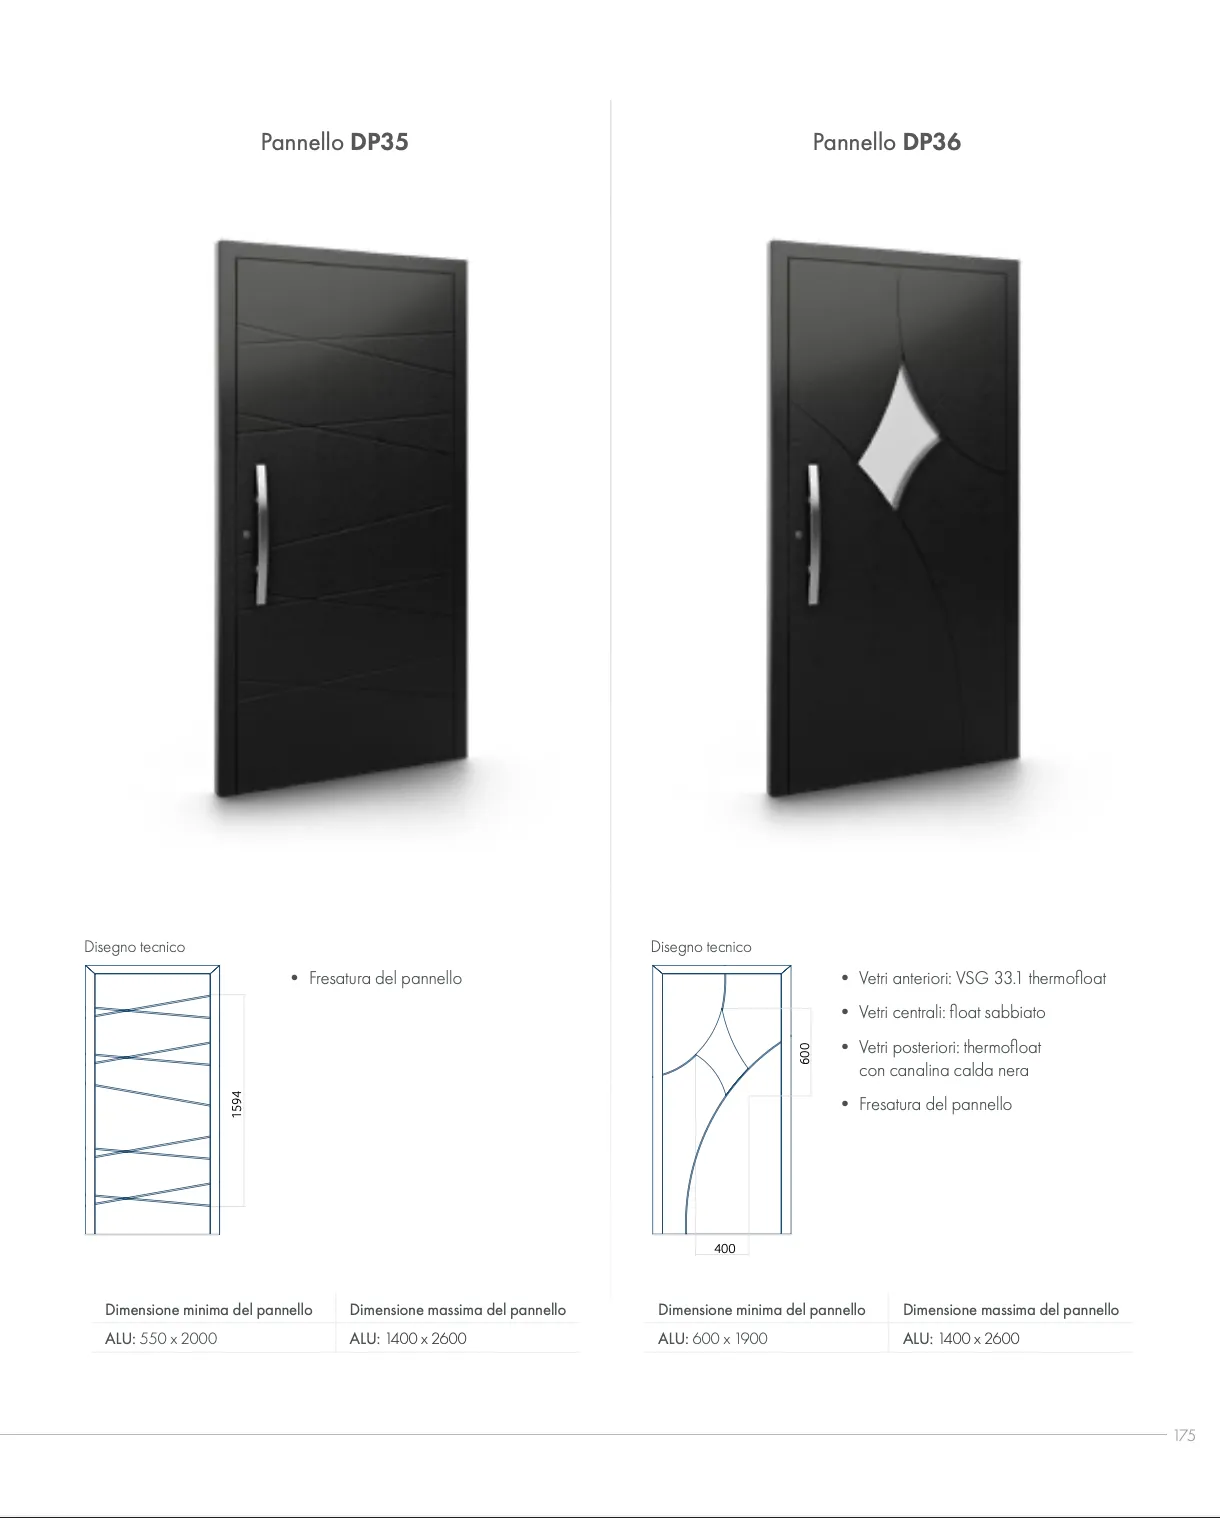 Pannello DP35
Disegno tecnico
Fresatura del pannello
1594
Dimensione minima del pannello
Dimensione massima del pannello
ALU: 550 x 2000
ALU: 1400 x 2600
Pannello DP36
Disegno tecnico
Vetri anteriori: VSG 33.1 thermofloat
Vetri centrali: float sabbiato
Vetri posteriori: thermofloat
con canalina calda nera
Fresatura del pannello
600
400
Dimensione minima del pannello
Dimensione massima del pannello
ALU: 600 x 1900
ALU: 1400 x 2600
175